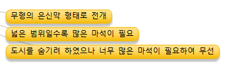 무형의 은신막 형태로 전개
넓은 범위일수록 많은 마석이 필요
도시를 숨기려 하였으나 너무 많은 마석이 필요하여 무선